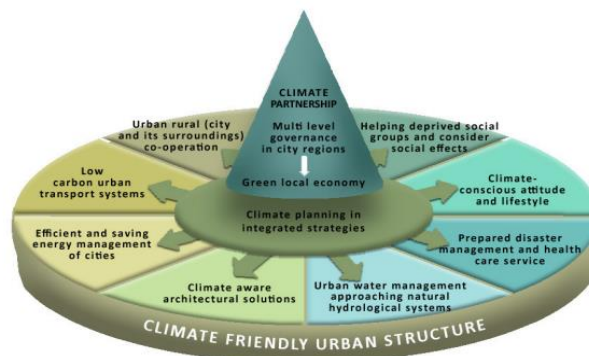 CLIMATE
PARTNERSHIP
Urban rural (city
and its surroundings)
co-operation
Multi level
governance
in city regions
Helping deprived social
groups and consider
social effects
Green local economy
Low
carbon urban
transport systems
Climate-
conscious attitude
and lifestyle
Climate planning in
integrated strategies
Efficient and saving
energy management
of cities
Prepared disaster
management and health
care service
Climate aware
architectural solutions
Urban water management
approaching natural
hydrological systems
CLIMATE FRIENDLY URBAN STRUCTURE